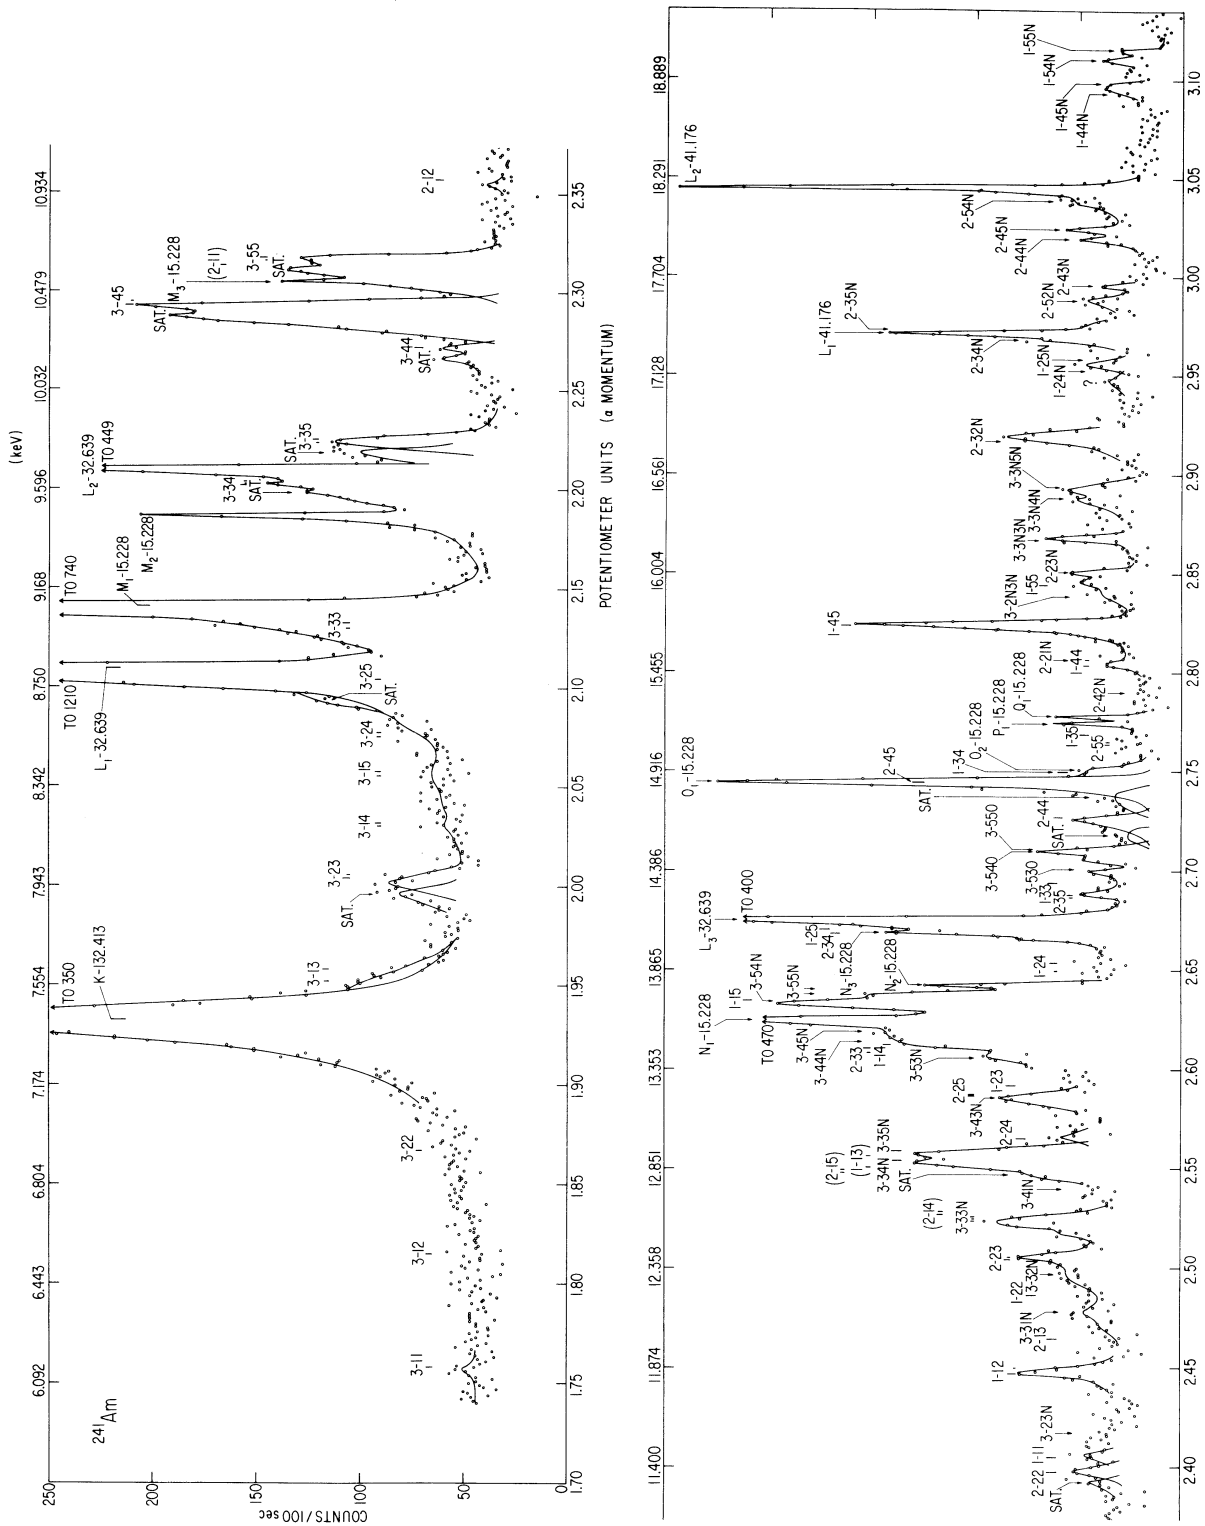 241Am
(keV)
6.092
6.443
6.804
7.174
7.554
7.943
8.342
8.750
9.168
9.596
10.032
10.479
10.934
250
200
150
100
50
0
COUNTS/100 sec
1.70
1.75
1.80
1.85
1.90
1.95
2.00
2.05
2.10
2.15
2.20
2.25
2.30
2.35
POTENTIOMETER UNITS (α MOMENTUM)
3-11
3-12
3-22
TO 350
K-132.413
3-13
SAT.
3-23
3-14
3-15
3-24
3-25
SAT.
TO 1210
L1-32.639
3-33
TO 740
M1-15.228
M2-15.228
3-34
SAT.
L2-32.639
TO 449
SAT.
3-35
SAT.
3-44
SAT.
3-45
M3-15.228
(2-11)
SAT.
3-55
2-12
11.400
11.874
12.358
12.851
13.353
13.865
14.386
14.916
15.455
16.004
16.561
17.128
17.704
18.291
18.889
2.40
2.45
2.50
2.55
2.60
2.65
2.70
2.75
2.80
2.85
2.90
2.95
3.00
3.05
3.10
SAT.
2-22
1-11
3-23N
1-12
2-13
3-31N
1-22
3-32N
2-23
3-33N
(2-14)
3-41N
SAT.
3-34N
3-35N
(1-13)
(2-15)
2-24
3-43N
2-25
1-23
3-53N
1-14
2-33
3-44N
3-45N
TO 470
N1-15.228
1-15
3-54N
3-55N
N3-15.228
N2-15.228
1-24
2-34
1-25
L3-32.639
TO 400
2-35
1-33
3-530
3-540
3-550
SAT.
2-44
SAT.
2-45
O1-15.228
1-34
O2-15.228
2-55
1-35
P1-15.228
Q1-15.228
2-42N
1-44
2-21N
1-45
3-2N3N
1-55
2-23N
3-3N3N
3-3N4N
3-3N5N
2-32N
?
1-24N
1-25N
2-34N
L1-41.176
2-35N
2-52N
2-43N
2-44N
2-45N
2-54N
L2-41.176
1-44N
1-45N
1-54N
1-55N